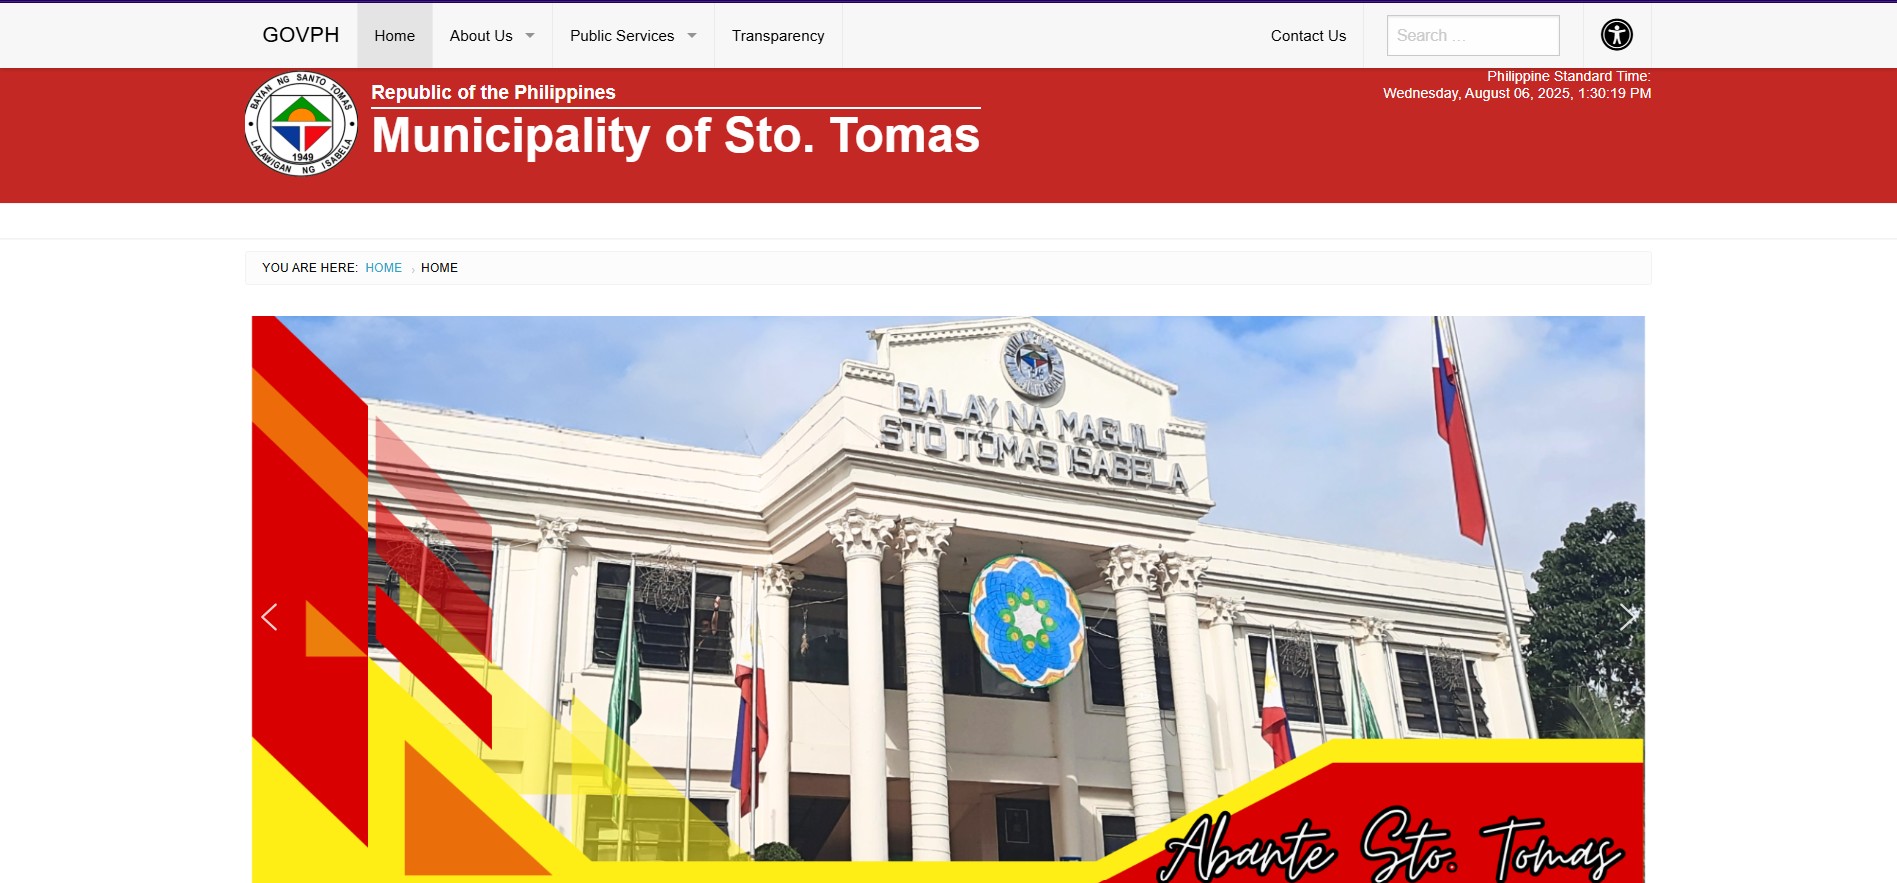 GOVPH
Home
About Us
Public Services
Transparency
Contact Us
Search ...
BAYAN NG SANTO TOMAS
1949
LALAWIGAN NG ISABELA
Republic of the Philippines
Municipality of Sto. Tomas
Philippine Standard Time:
Wednesday, August 06, 2025, 1:30:19 PM
YOU ARE HERE: HOME › HOME
BALAY NA MAGUILI
STO TOMAS ISABELA
Abante Sto. Tomas